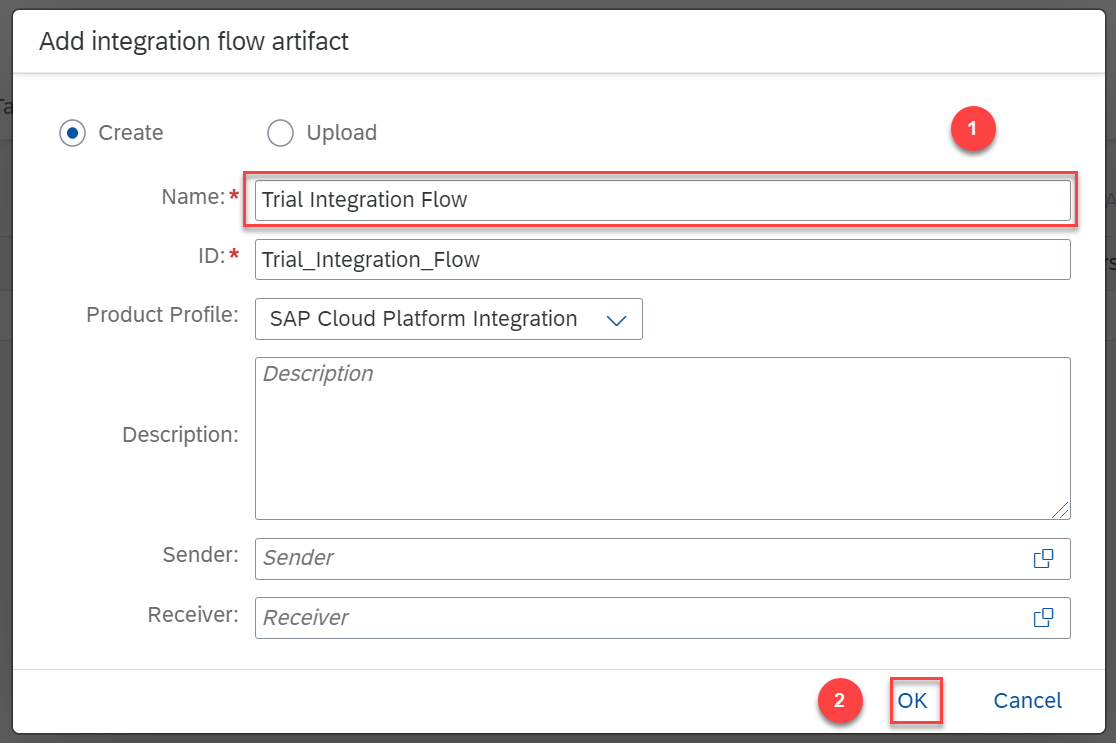 Add integration flow artifact
Create
Upload
1
Name:*
Trial Integration Flow
ID:*
Trial_Integration_Flow
Product Profile:
SAP Cloud Platform Integration
Description:
Description
Sender:
Sender
Receiver:
Receiver
2
OK
Cancel